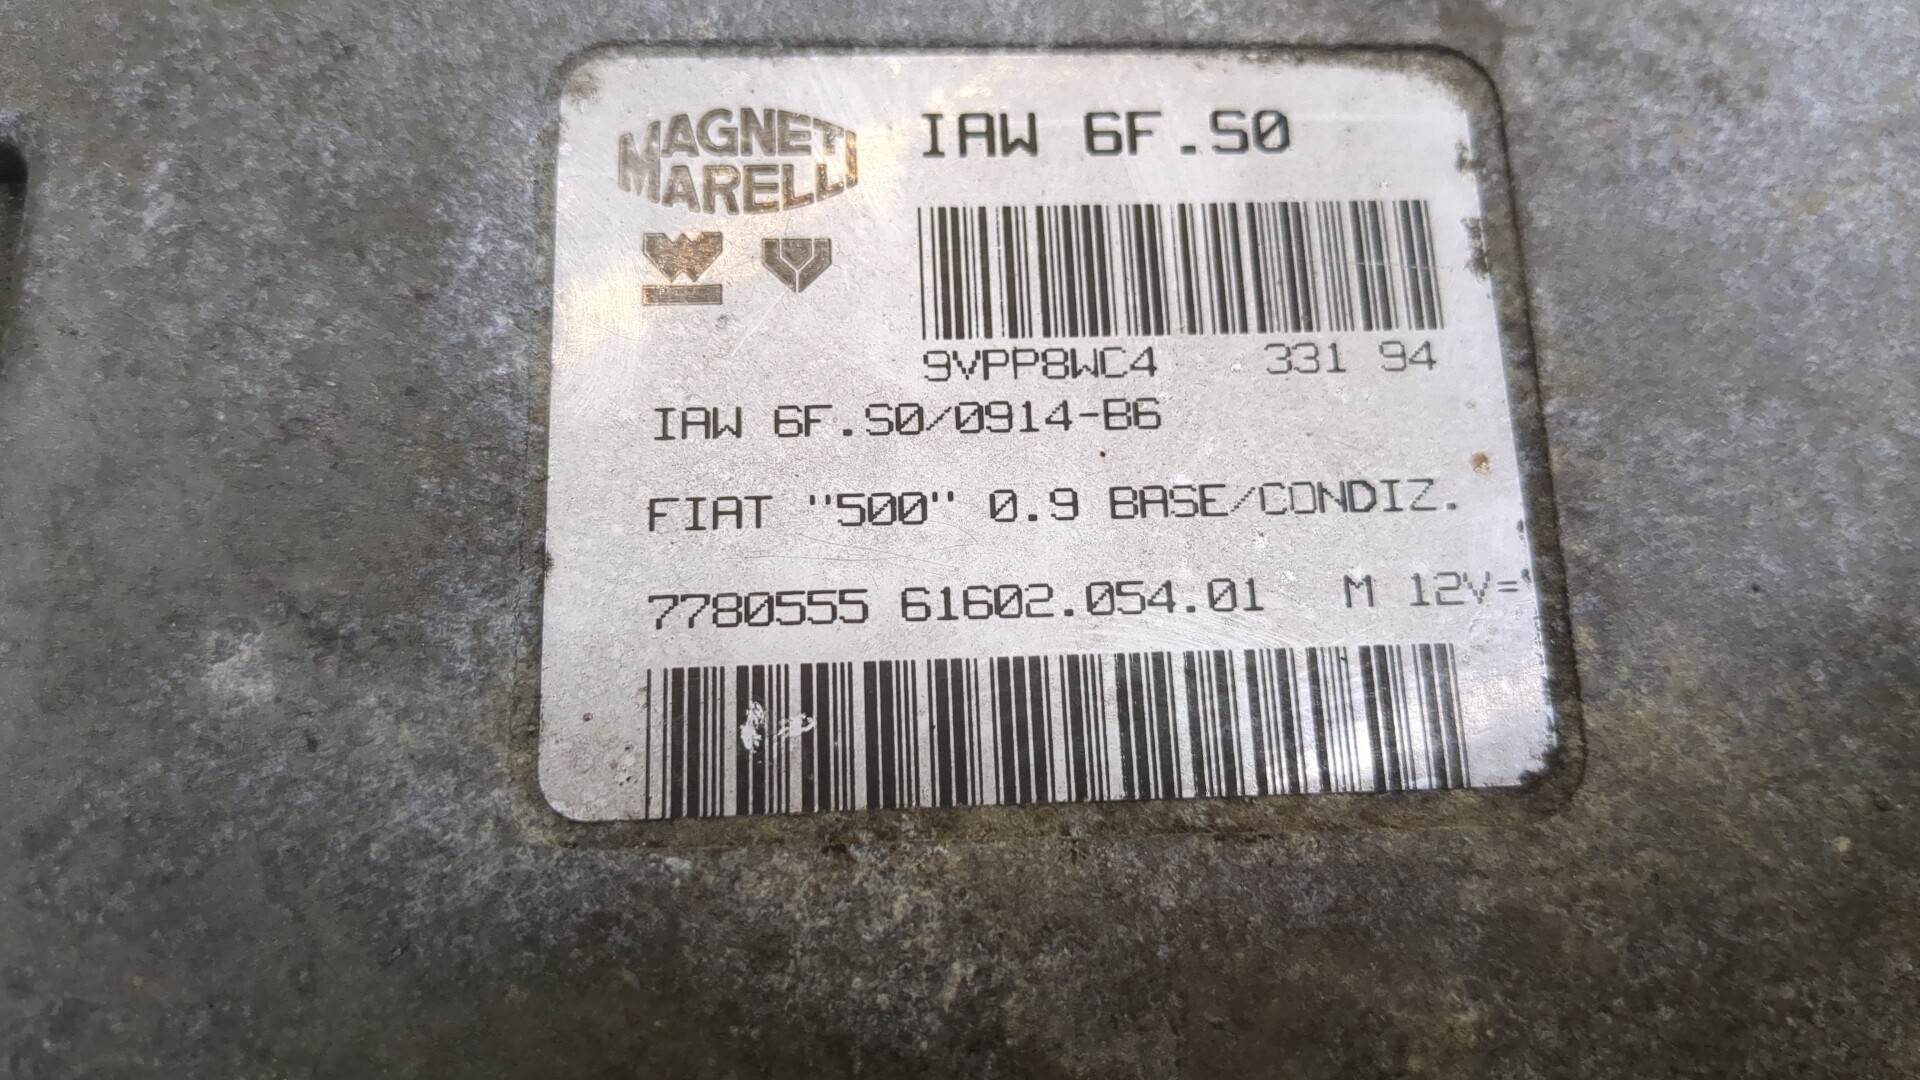 MAGNETI
MARELLI
IAW 6F.S0
9VPP8WC4 331 94
IAW 6F.S0/0914-B6
FIAT "500" 0.9 BASE/CONDIZ.
7780555 61602.054.01 M 12V=